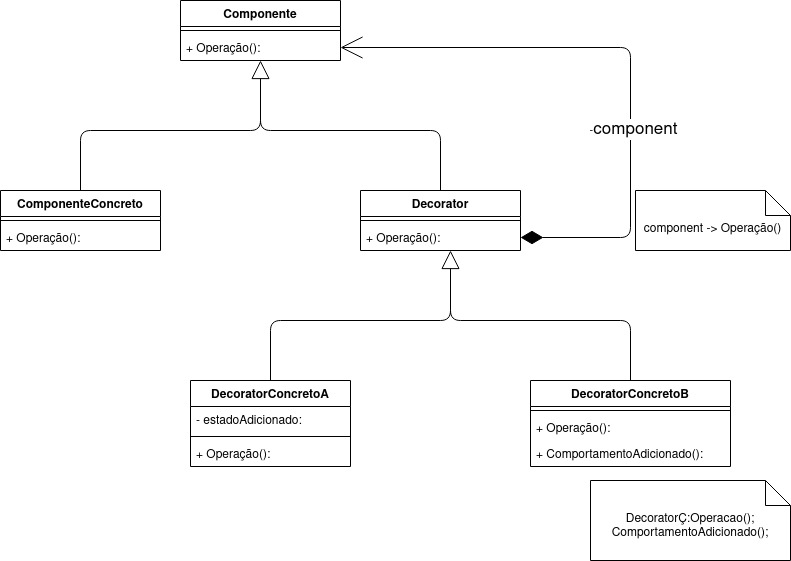 Componente
+ Operação():
-component
ComponenteConcreto
+ Operação():
Decorator
+ Operação():
component -> Operação()
DecoratorConcretoA
- estadoAdicionado:
+ Operação():
DecoratorConcretoB
+ Operação():
+ ComportamentoAdicionado():
DecoratorÇ:Operacao();
ComportamentoAdicionado();